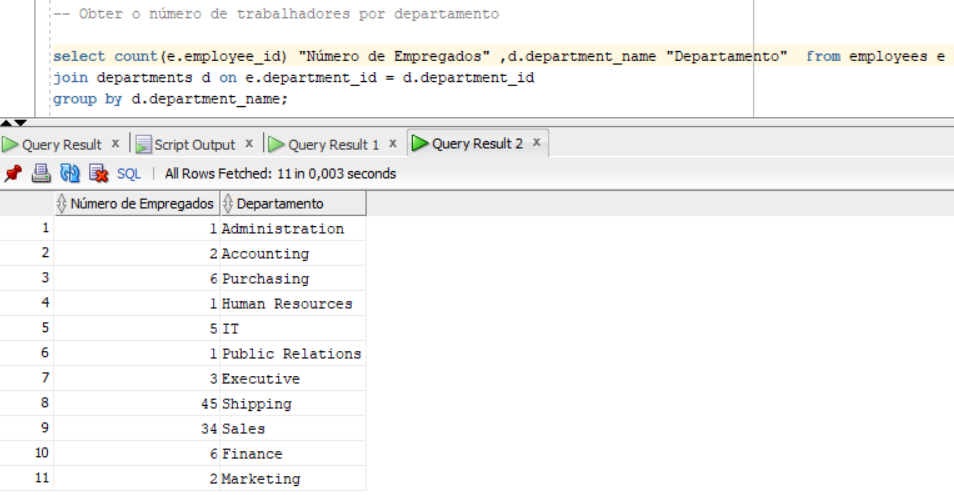 -- Obter o número de trabalhadores por departamento
select count(e.employee_id) "Número de Empregados" ,d.department_name "Departamento"  from employees e
join departments d on e.department_id = d.department_id
group by d.department_name;
Query Result x Script Output x Query Result 1 x Query Result 2 x
SQL | All Rows Fetched: 11 in 0,003 seconds
Número de Empregados Departamento
1 1 Administration
2 2 Accounting
3 6 Purchasing
4 1 Human Resources
5 5 IT
6 1 Public Relations
7 3 Executive
8 45 Shipping
9 34 Sales
10 6 Finance
11 2 Marketing